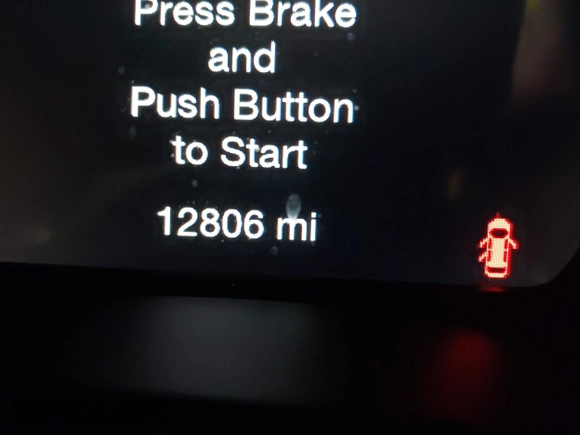 Press Brake
and
Push Button
to Start
12806 mi